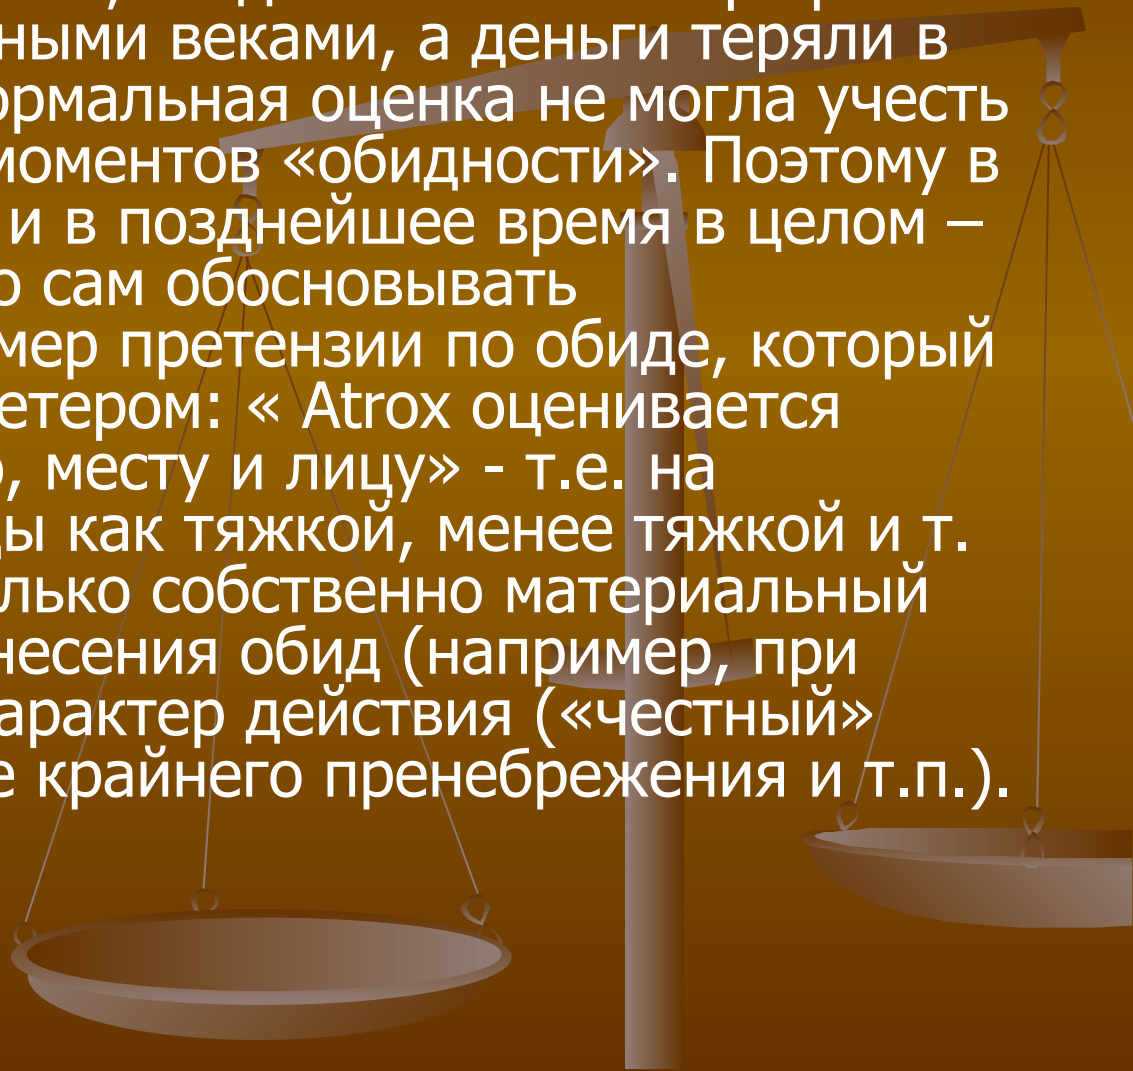 ными веками, а деньги теряли в
ормальная оценка не могла учесть
моментов «обидности». Поэтому в
и в позднейшее время в целом –
о сам обосновывать
мер претензии по обиде, который
етером: « Atrox оценивается
, месту и лицу» - т.е. на
ы как тяжкой, менее тяжкой и т.
лько собственно материальный
несения обид (например, при
арактер действия («честный»
е крайнего пренебрежения и т.п.).